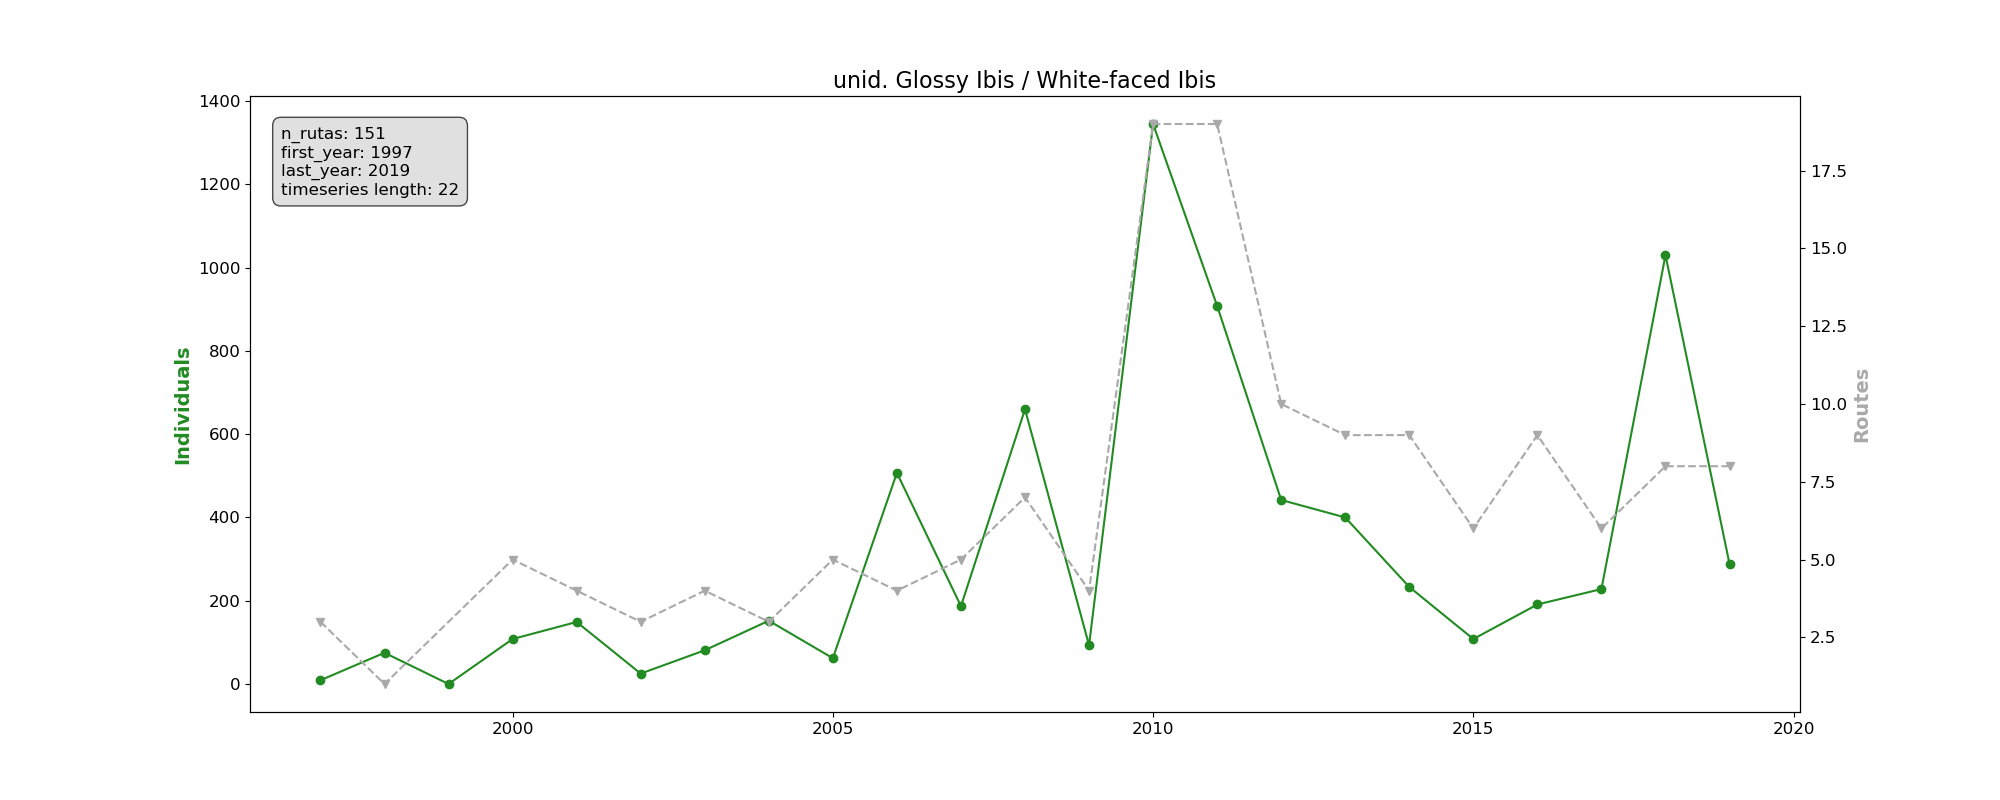 unid. Glossy Ibis / White-faced Ibis
n_rutas: 151
first_year: 1997
last_year: 2019
timeseries length: 22
1400
1200
1000
800
600
400
200
0
Individuals
17.5
15.0
12.5
10.0
7.5
5.0
2.5
Routes
2000 2005 2010 2015 2020